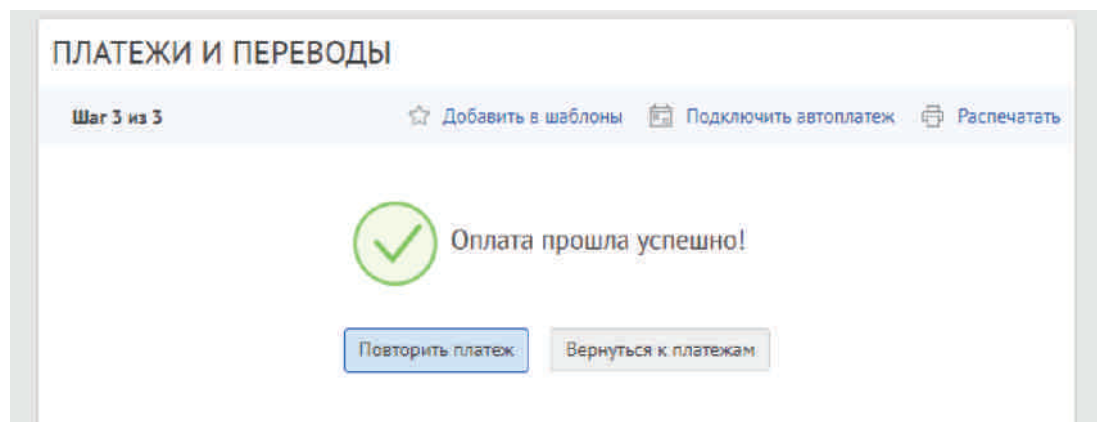 ПЛАТЕЖИ И ПЕРЕВОДЫ
Шаг 3 из 3 Добавить в шаблоны Подключить автоплатеж Распечатать
Оплата прошла успешно!
Повторить платеж Вернуться к платежам